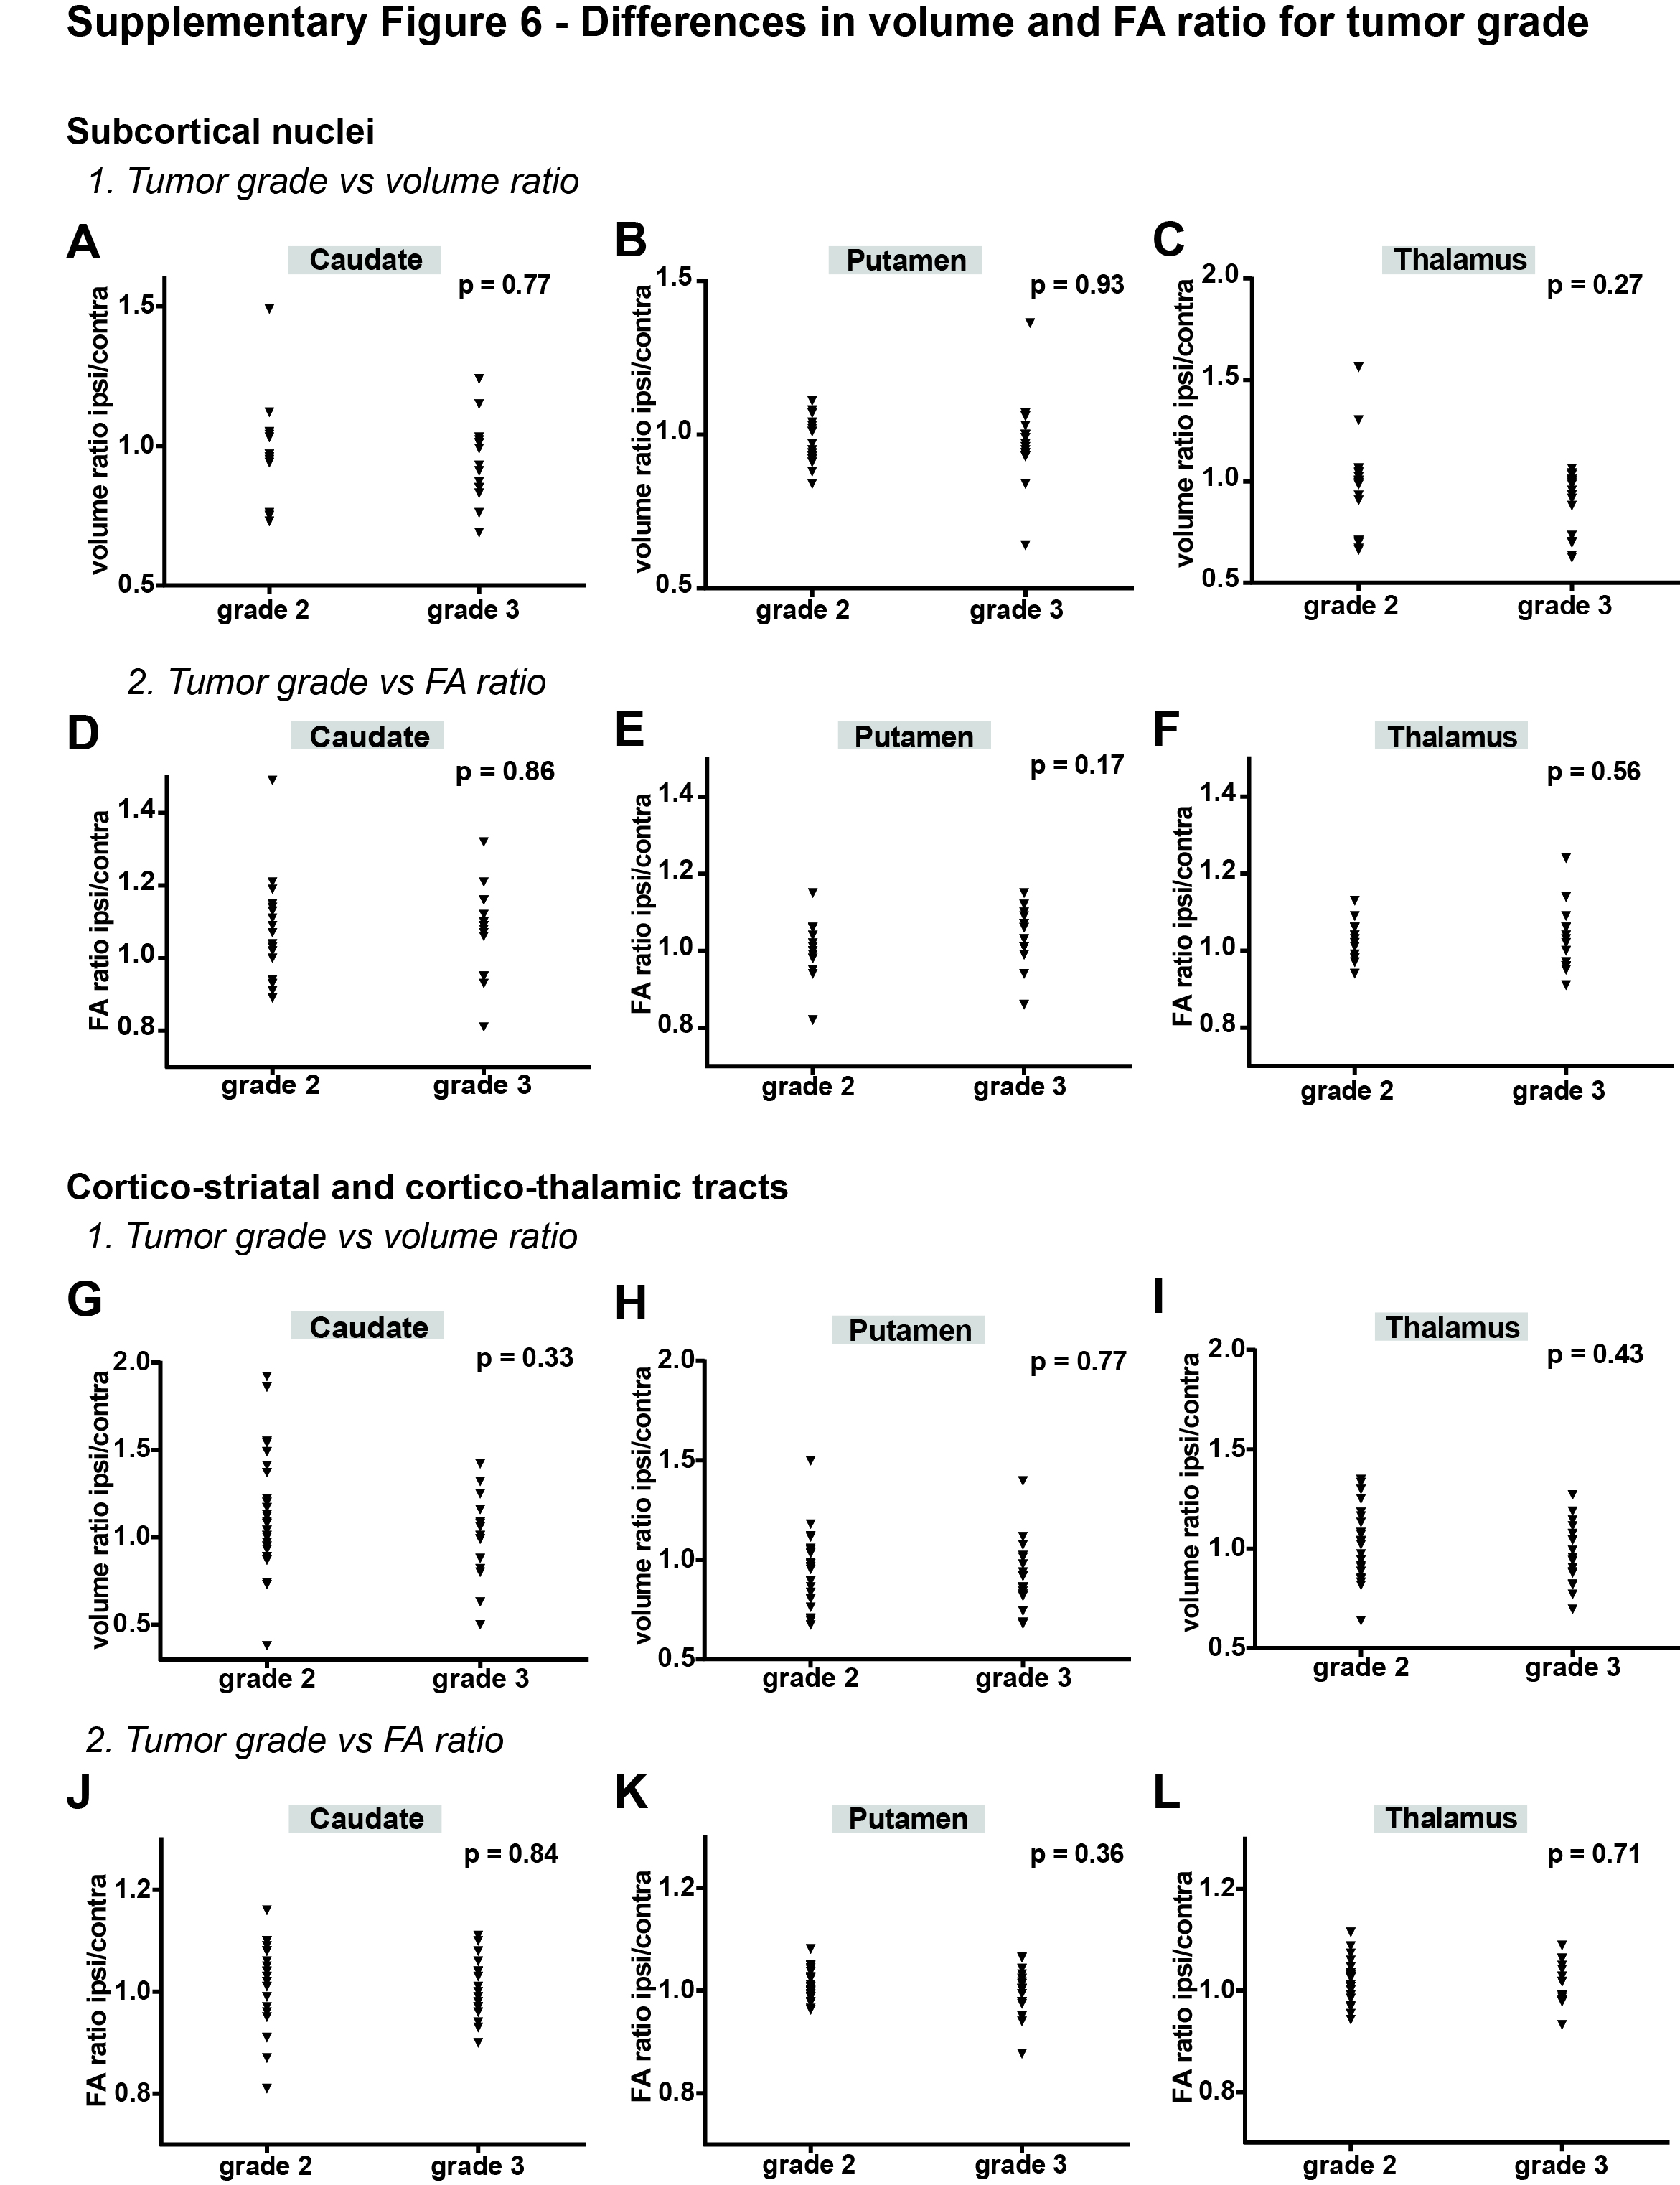 Supplementary Figure 6 - Differences in volume and FA ratio for tumor grade
Subcortical nuclei
1. Tumor grade vs volume ratio
A
Caudate
p = 0.77
volume ratio ipsi/contra
1.5
1.0
0.5
grade 2
grade 3
B
Putamen
p = 0.93
volume ratio ipsi/contra
1.5
1.0
0.5
grade 2
grade 3
C
Thalamus
p = 0.27
volume ratio ipsi/contra
2.0
1.5
1.0
0.5
grade 2
grade 3
2. Tumor grade vs FA ratio
D
Caudate
p = 0.86
FA ratio ipsi/contra
1.4
1.2
1.0
0.8
grade 2
grade 3
E
Putamen
p = 0.17
FA ratio ipsi/contra
1.4
1.2
1.0
0.8
grade 2
grade 3
F
Thalamus
p = 0.56
FA ratio ipsi/contra
1.4
1.2
1.0
0.8
grade 2
grade 3
Cortico-striatal and cortico-thalamic tracts
1. Tumor grade vs volume ratio
G
Caudate
p = 0.33
volume ratio ipsi/contra
2.0
1.5
1.0
0.5
grade 2
grade 3
H
Putamen
p = 0.77
volume ratio ipsi/contra
2.0
1.5
1.0
0.5
grade 2
grade 3
I
Thalamus
p = 0.43
volume ratio ipsi/contra
2.0
1.5
1.0
0.5
grade 2
grade 3
2. Tumor grade vs FA ratio
J
Caudate
p = 0.84
FA ratio ipsi/contra
1.2
1.0
0.8
grade 2
grade 3
K
Putamen
p = 0.36
FA ratio ipsi/contra
1.2
1.0
0.8
grade 2
grade 3
L
Thalamus
p = 0.71
FA ratio ipsi/contra
1.2
1.0
0.8
grade 2
grade 3